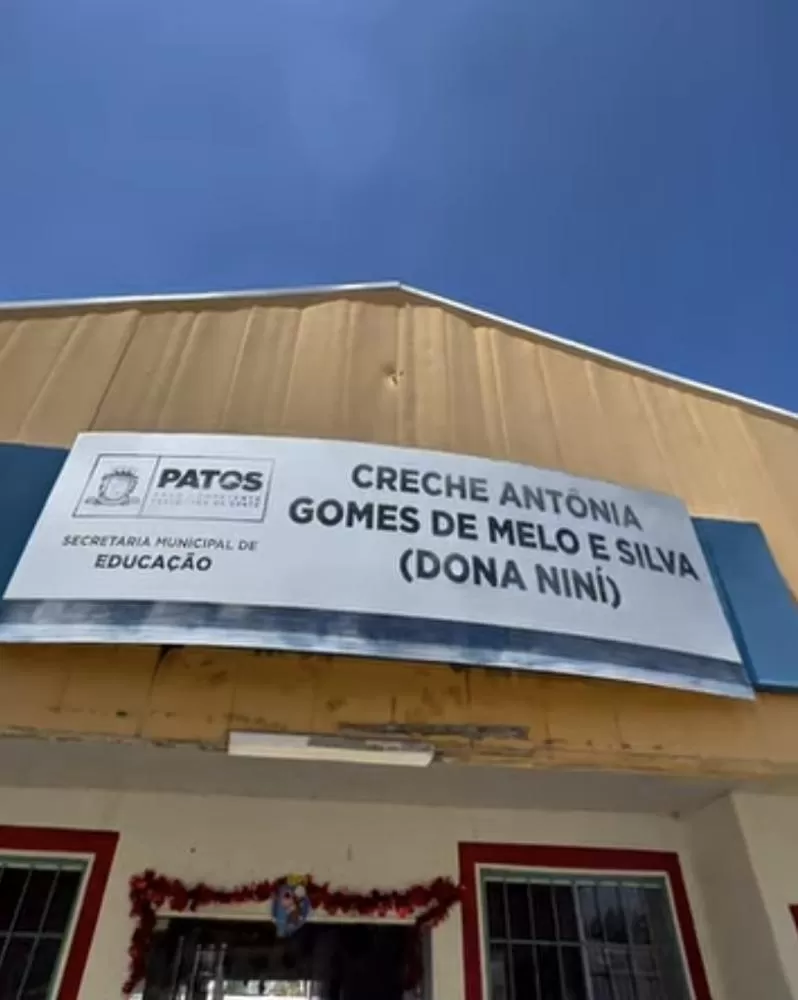 PATOS
SECRETARIA MUNICIPAL DE
EDUCAÇÃO
CRECHE ANTÔNIA
GOMES DE MELO E SILVA
(DONA NINÍ)